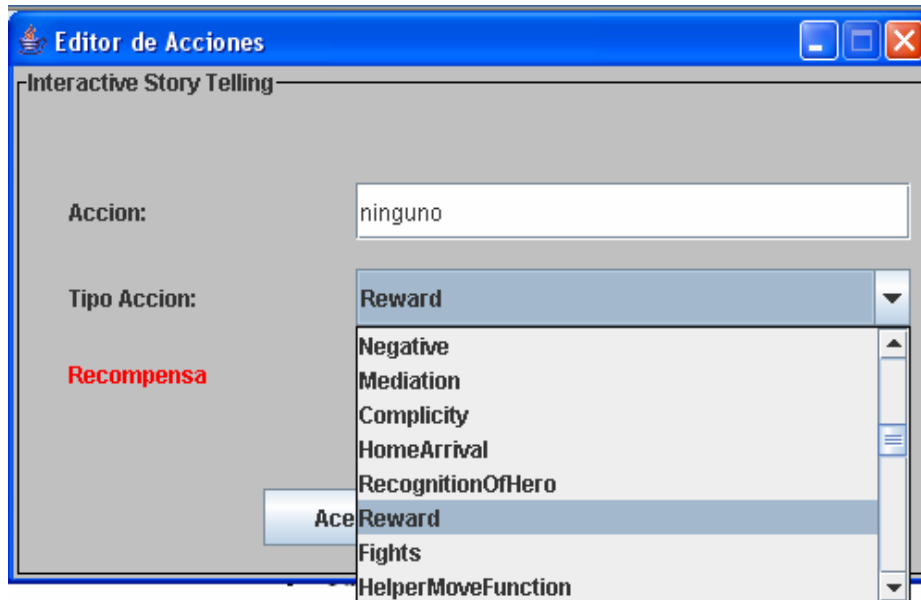 Editor de Acciones
Interactive Story Telling
Accion:
ninguno
Tipo Accion:
Reward
Negative
Mediation
Recompensa
Complicity
HomeArrival
RecognitionOfHero
Reward
Fights
HelperMoveFunction